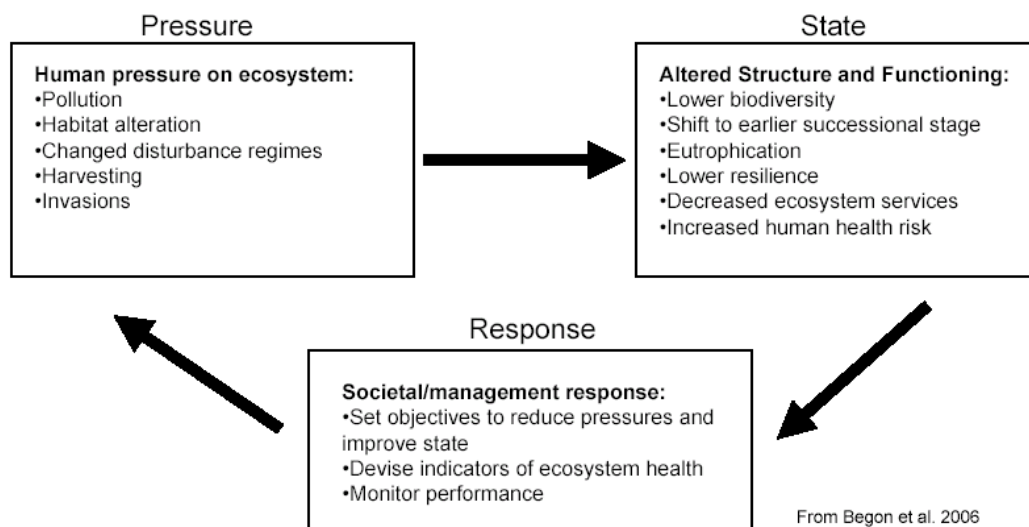 Pressure
Human pressure on ecosystem:
•Pollution
•Habitat alteration
•Changed disturbance regimes
•Harvesting
•Invasions
State
Altered Structure and Functioning:
•Lower biodiversity
•Shift to earlier successional stage
•Eutrophication
•Lower resilience
•Decreased ecosystem services
•Increased human health risk
Response
Societal/management response:
•Set objectives to reduce pressures and
improve state
•Devise indicators of ecosystem health
•Monitor performance
From Begon et al. 2006